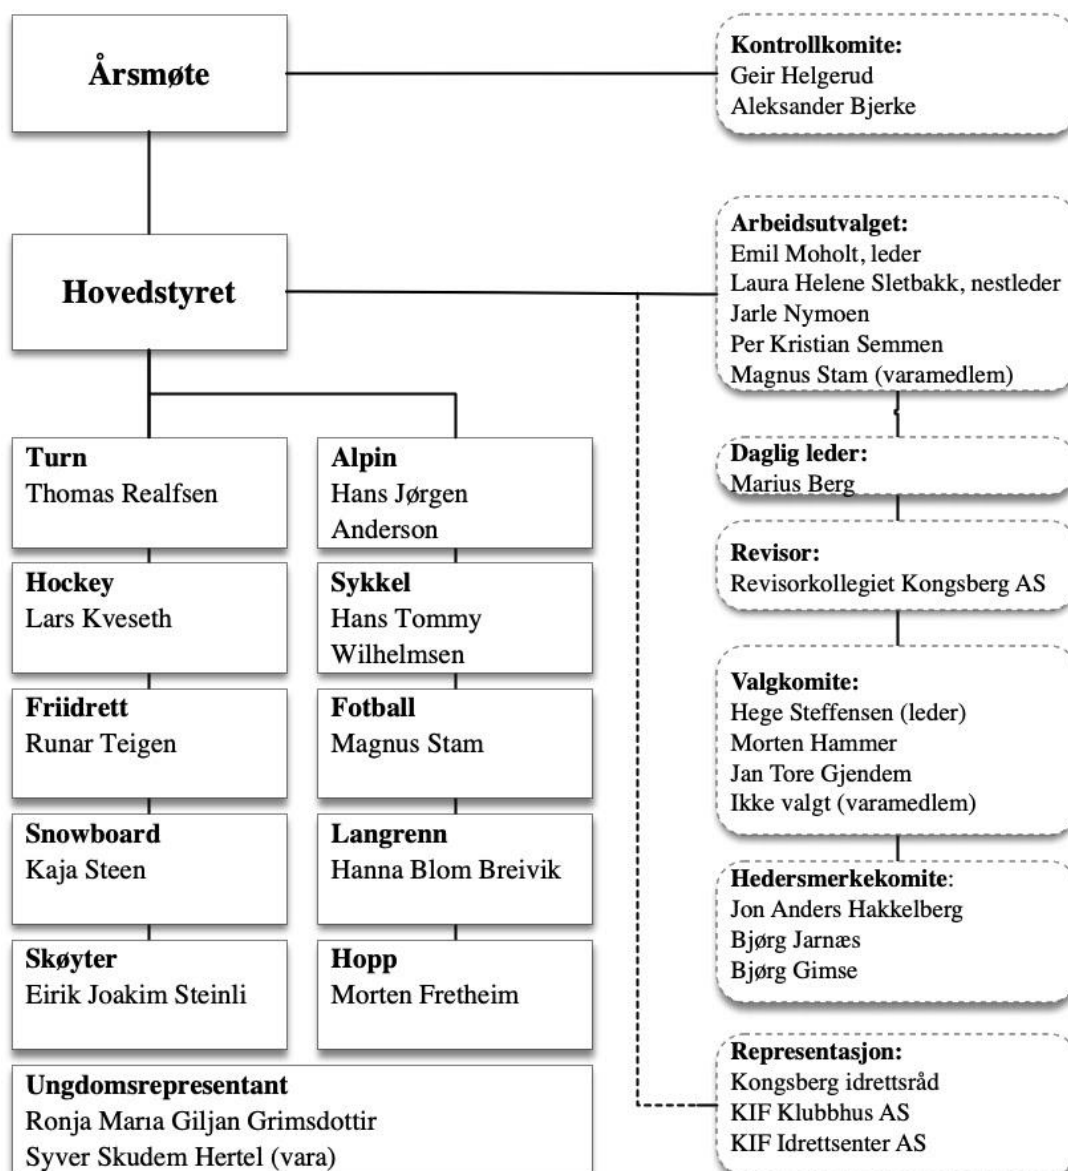 Årsmøte
Kontrollkomite:
Geir Helgerud
Aleksander Bjerke
Hovedstyret
Arbeidsutvalget:
Emil Moholt, leder
Laura Helene Sletbakk, nestleder
Jarle Nymoen
Per Kristian Semmen
Magnus Stam (varamedlem)
Daglig leder:
Marius Berg
Revisor:
Revisorkollegiet Kongsberg AS
Valgkomite:
Hege Steffensen (leder)
Morten Hammer
Jan Tore Gjendem
Ikke valgt (varamedlem)
Hedersmerkekomite:
Jon Anders Hakkelberg
Bjørg Jarnæs
Bjørg Gimse
Representasjon:
Kongsberg idrettsråd
KIF Klubbhus AS
KIF Idrettsenter AS
Turn
Thomas Realfsen
Hockey
Lars Kveseth
Friidrett
Runar Teigen
Snowboard
Kaja Steen
Skøyter
Eirik Joakim Steinli
Alpin
Hans Jørgen
Anderson
Sykkel
Hans Tommy
Wilhelmsen
Fotball
Magnus Stam
Langrenn
Hanna Blom Breivik
Hopp
Morten Fretheim
Ungdomsrepresentant
Ronja Marıa Giljan Grimsdottir
Syver Skudem Hertel (vara)